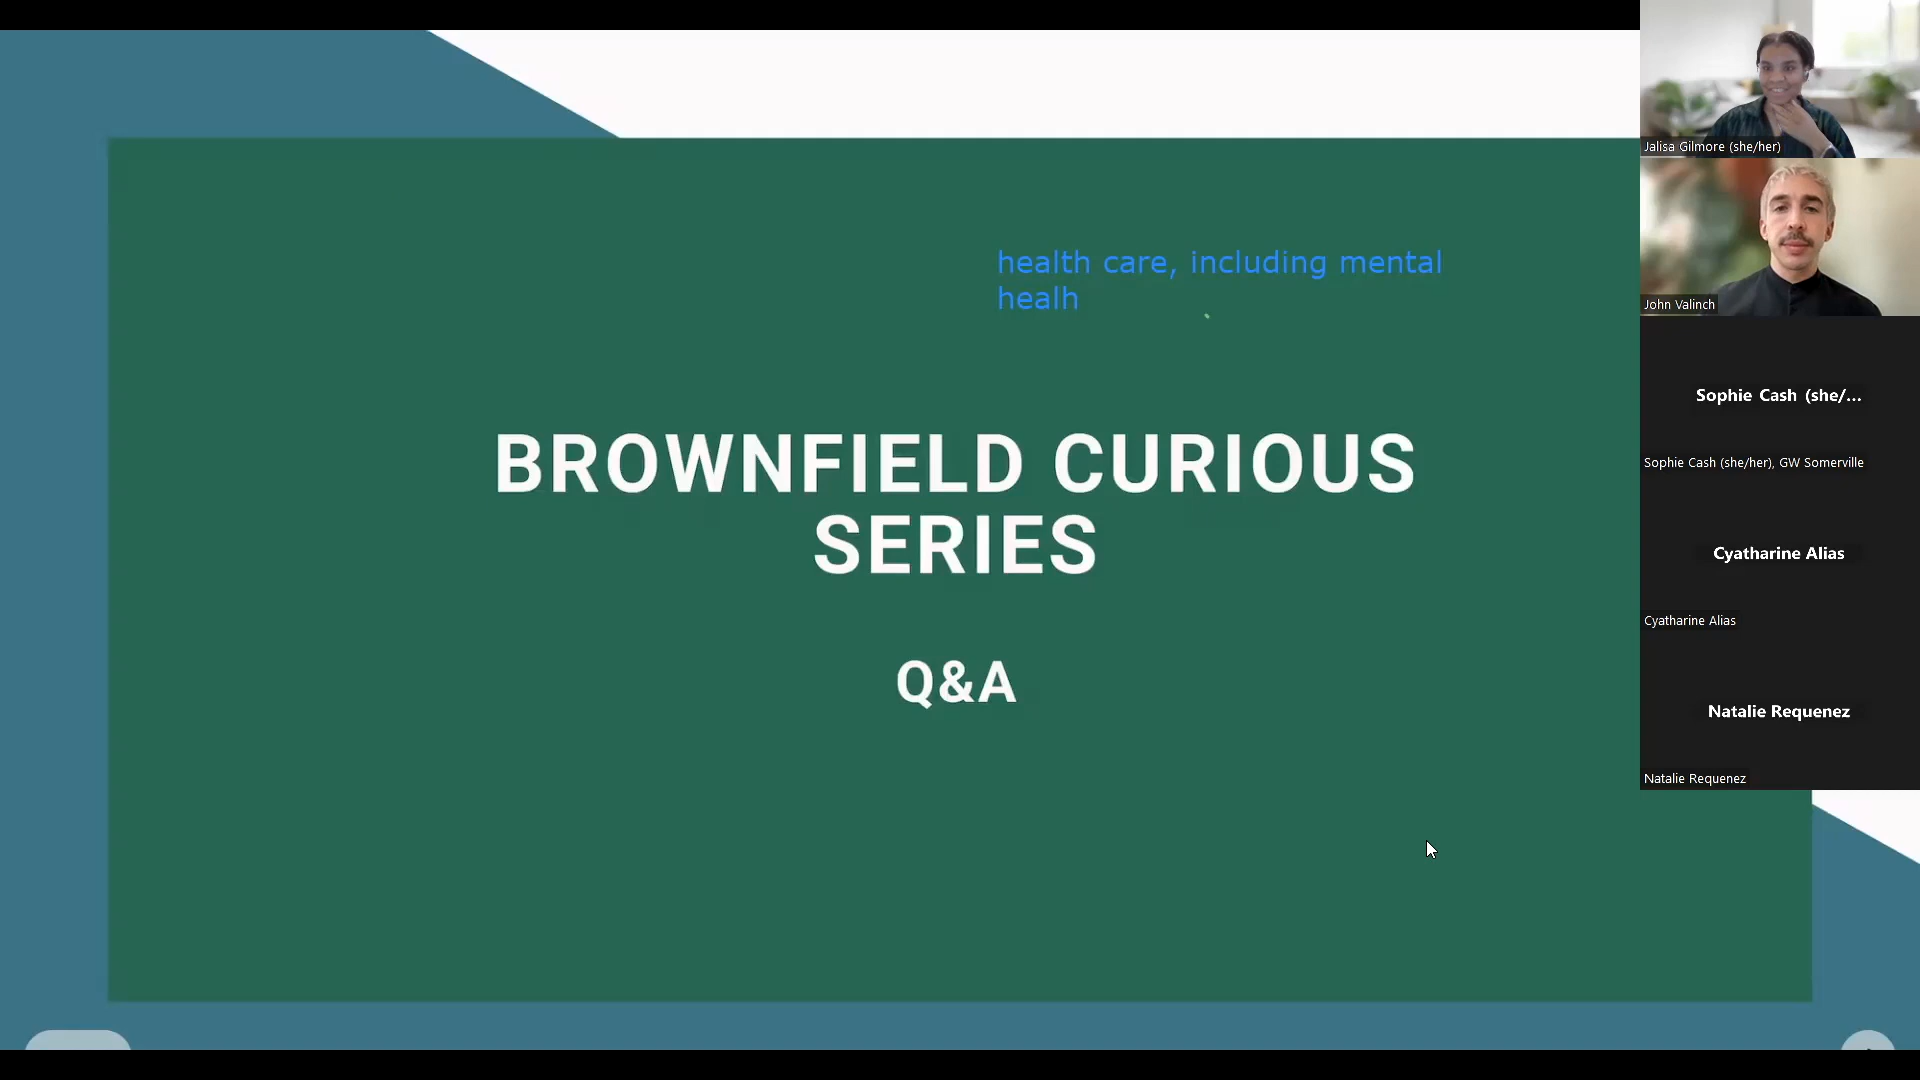 health care, including mental
healh
BROWNFIELD CURIOUS
SERIES
Q&A
Jalisa Gilmore (she/her)
John Valinch
Sophie Cash (she/...
Sophie Cash (she/her), GW Somerville
Cyatharine Alias
Cyatharine Alias
Natalie Requenez
Natalie Requenez